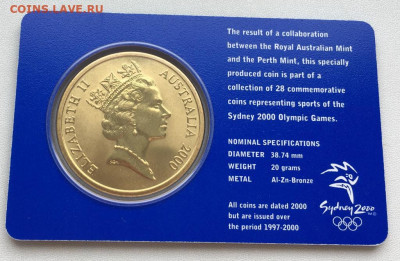 COINS.LAVE.RU
ELIZABETH II
AUSTRALIA 2000
The result of a collaboration
between the Royal Australian Mint
and the Perth Mint, this specially
produced coin is part of a
collection of 28 commemorative
coins representing sports of the
Sydney 2000 Olympic Games.
NOMINAL SPECIFICATIONS
DIAMETER 38.74 mm
WEIGHT 20 grams
METAL Al-Zn-Bronze
All coins are dated 2000
but are issued over
the period 1997-2000
Sydney 2000